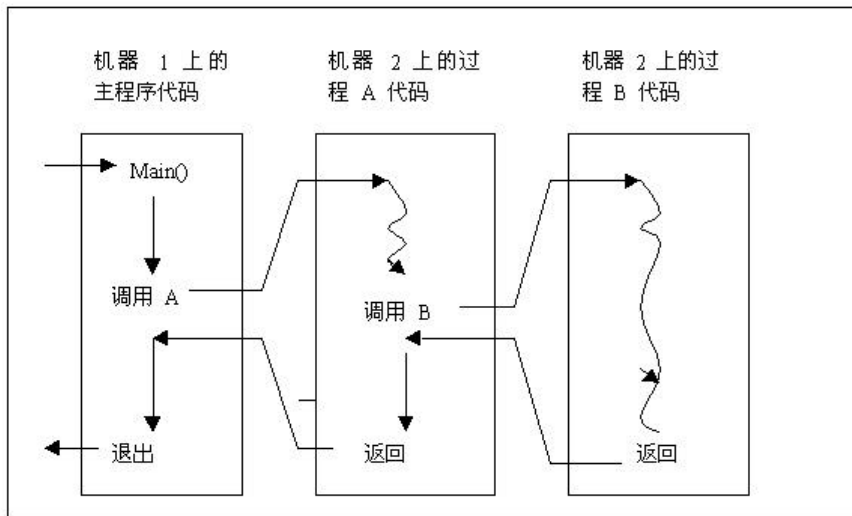 机器 1 上的
主程序代码
机器 2 上的过
程 A 代码
机器 2 上的过
程 B 代码
Main()
调用 A
调用 B
退出
返回
返回